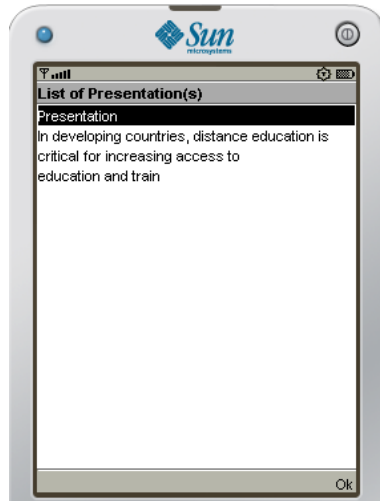 Sun
microsystems
List of Presentation(s)
Presentation
In developing countries, distance education is
critical for increasing access to
education and train
Ok